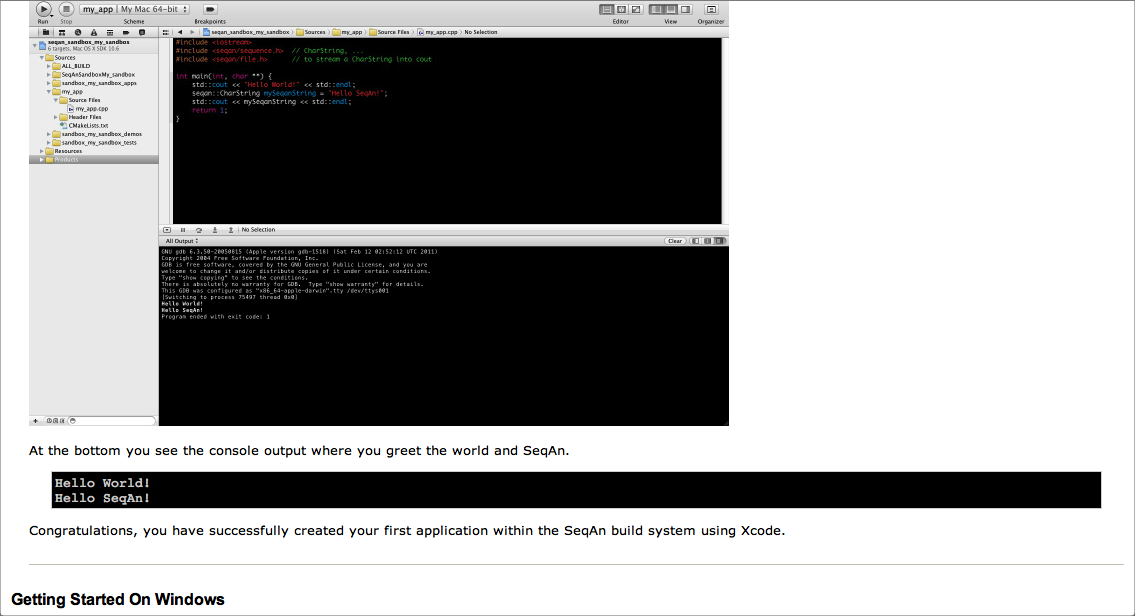 my_app | My Mac 64-bit
Run Stop Scheme Breakpoints Editor View Organizer
seqan_sandbox_my_sandbox
6 targets, Mac OS X SDK 10.6
Sources
ALL_BUILD
SeqAnSandboxMy_sandbox
sandbox_my_sandbox_apps
my_app
Source Files
my_app.cpp
Header Files
CMakeLists.txt
sandbox_my_sandbox_demos
sandbox_my_sandbox_tests
Resources
Products
seqan_sandbox_my_sandbox Sources my_app Source Files my_app.cpp No Selection
#include <iostream>
#include <seqan/sequence.h> // CharString, ...
#include <seqan/file.h> // to stream a CharString into cout
int main(int, char **) {
std::cout << "Hello World!" << std::endl;
seqan::CharString mySeqanString = "Hello SeqAn!";
std::cout << mySeqanString << std::endl;
return 1;
}
No Selection
All Output Clear
GNU gdb 6.3.50-20050815 (Apple version gdb-1518) (Sat Feb 12 02:52:12 UTC 2011)
Copyright 2004 Free Software Foundation, Inc.
GDB is free software, covered by the GNU General Public License, and you are
welcome to change it and/or distribute copies of it under certain conditions.
Type "show copying" to see the conditions.
There is absolutely no warranty for GDB. Type "show warranty" for details.
This GDB was configured as "x86_64-apple-darwin".tty /dev/ttys001
[Switching to process 75497 thread 0x0]
Hello World!
Hello SeqAn!
Program ended with exit code: 1
At the bottom you see the console output where you greet the world and SeqAn.
Hello World!
Hello SeqAn!
Congratulations, you have successfully created your first application within the SeqAn build system using Xcode.
Getting Started On Windows